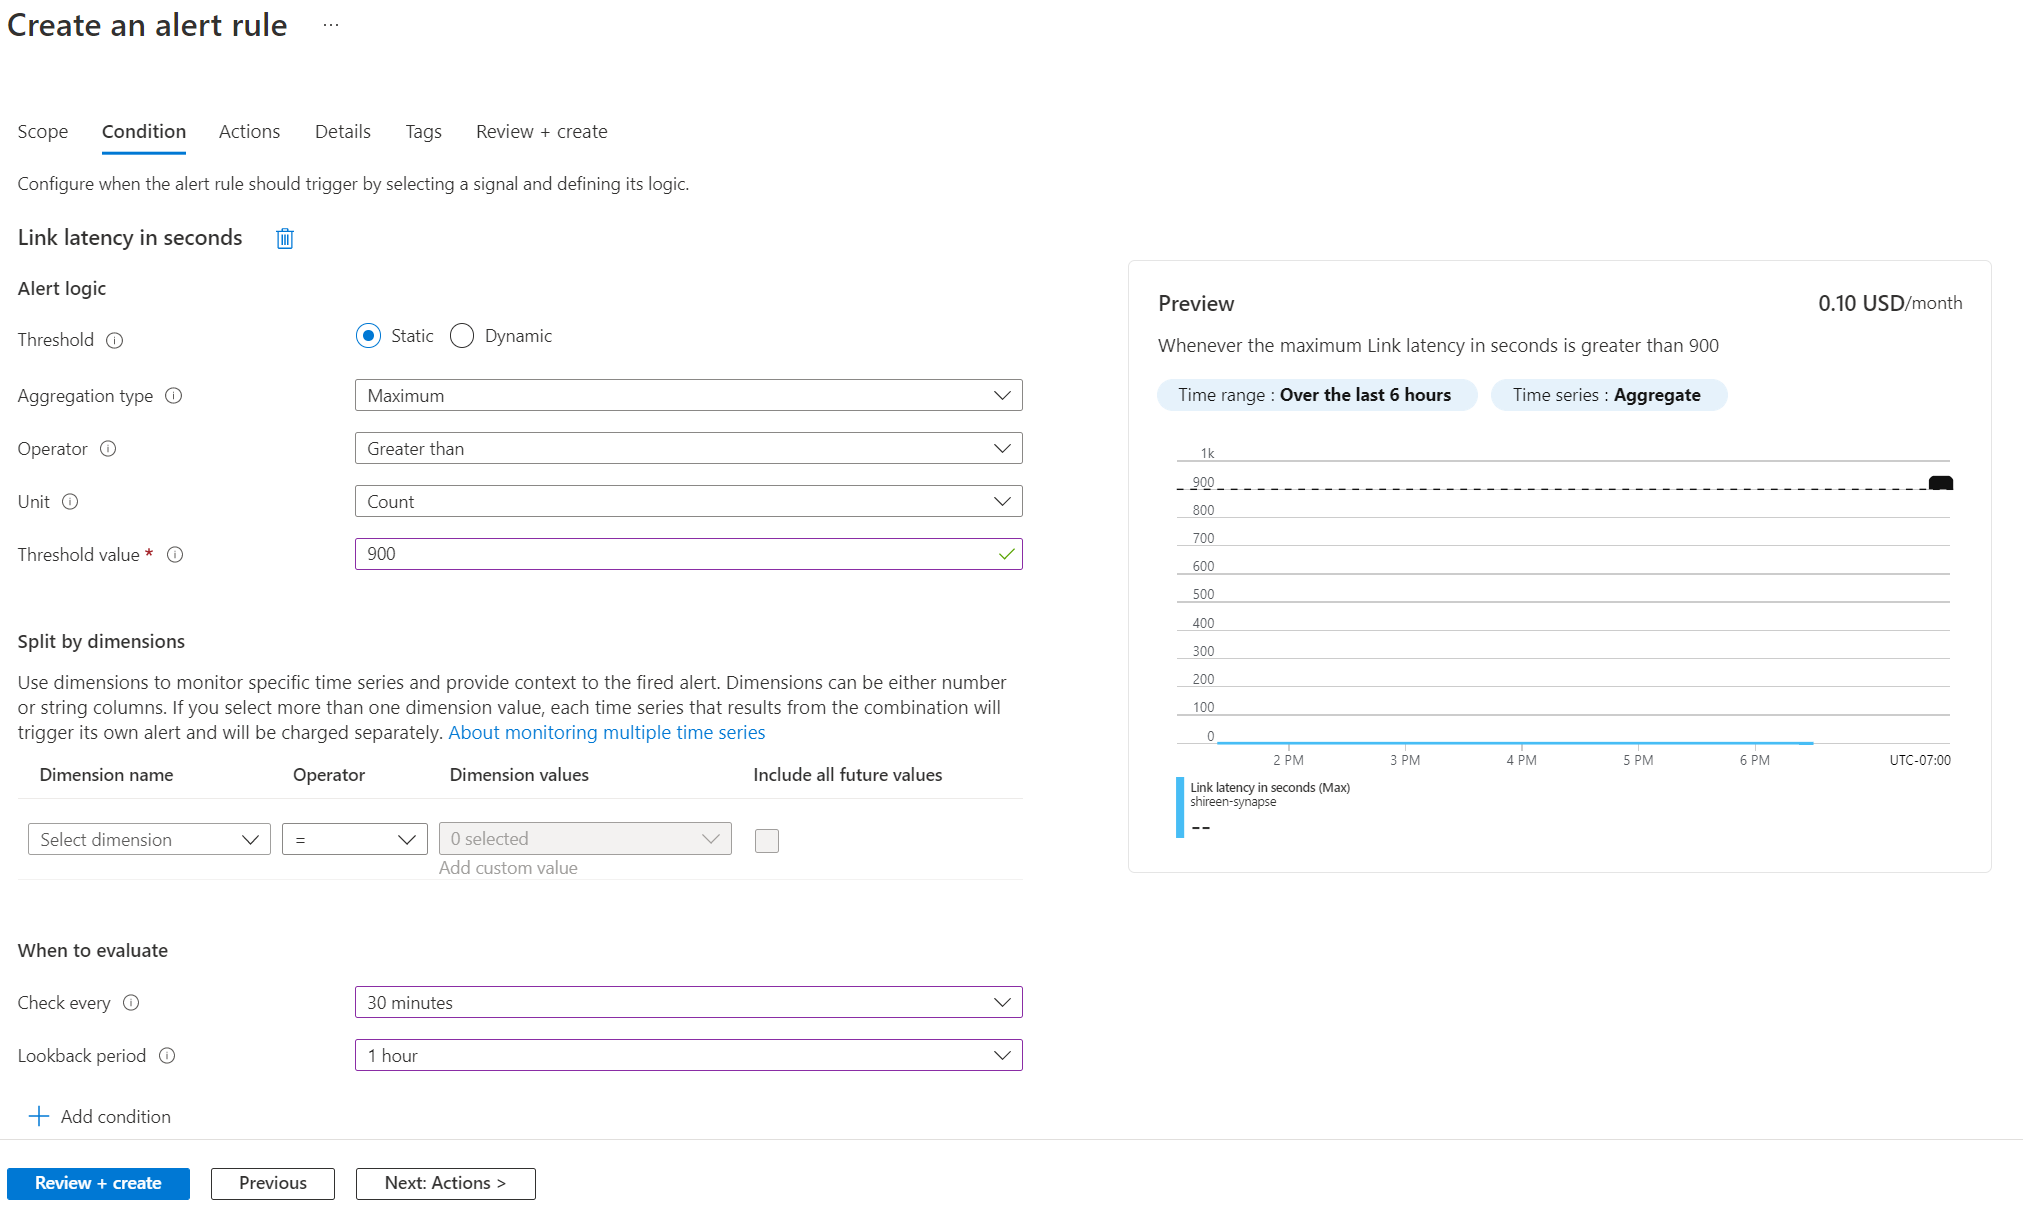 Create an alert rule ...
Scope Condition Actions Details Tags Review + create
Configure when the alert rule should trigger by selecting a signal and defining its logic.
Link latency in seconds
Alert logic
Threshold Static Dynamic
Aggregation type Maximum
Operator Greater than
Unit Count
Threshold value * 900
Split by dimensions
Use dimensions to monitor specific time series and provide context to the fired alert. Dimensions can be either number
or string columns. If you select more than one dimension value, each time series that results from the combination will
trigger its own alert and will be charged separately. About monitoring multiple time series
Dimension name Operator Dimension values Include all future values
Select dimension = 0 selected
Add custom value
When to evaluate
Check every 30 minutes
Lookback period 1 hour
+ Add condition
Review + create Previous Next: Actions >
Preview 0.10 USD/month
Whenever the maximum Link latency in seconds is greater than 900
Time range : Over the last 6 hours Time series : Aggregate
1k
900
800
700
600
500
400
300
200
100
0
2 PM 3 PM 4 PM 5 PM 6 PM UTC-07:00
Link latency in seconds (Max)
shireen-synapse
--